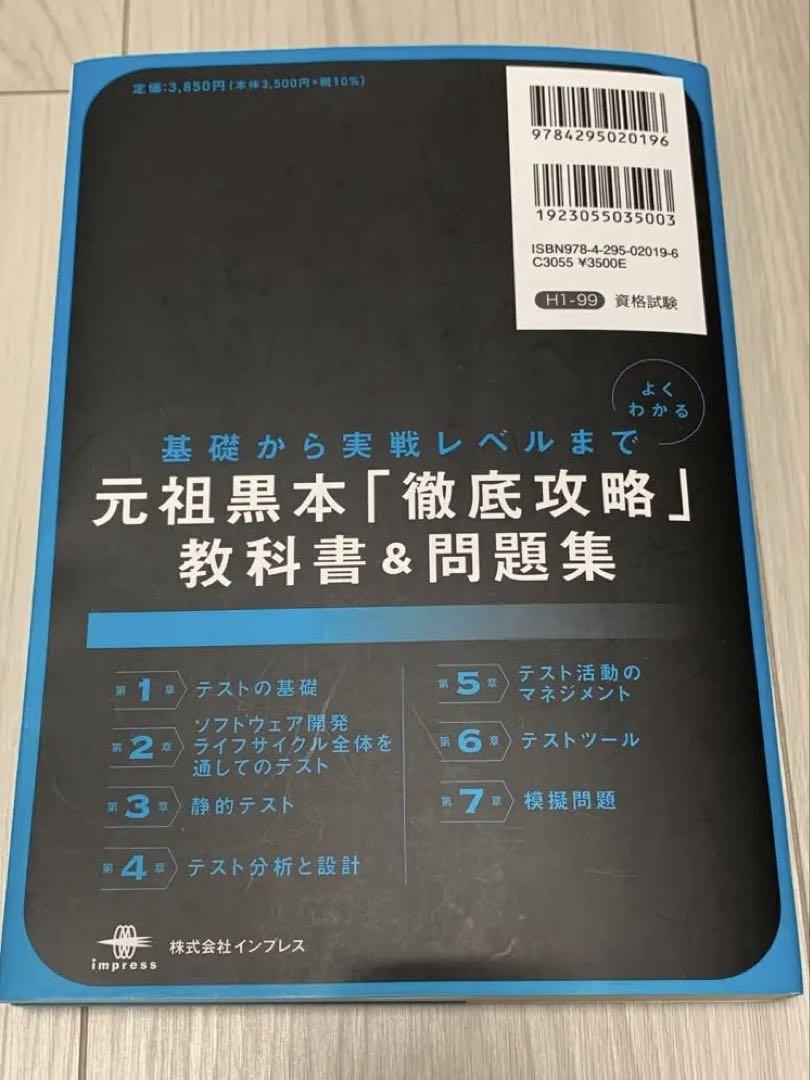 定価:3,850円(本体3,500円+税10%)
9784295020196
1923055035003
ISBN978-4-295-02019-6
C3055 ¥3500E
H1-99 資格試験
よく
わかる
基礎から実戦レベルまで
元祖黒本「徹底攻略」
教科書&問題集
第1章 テストの基礎
第2章 ソフトウェア開発
ライフサイクル全体を
通してのテスト
第3章 静的テスト
第4章 テスト分析と設計
第5章 テスト活動の
マネジメント
第6章 テストツール
第7章 模擬問題
impress 株式会社インプレス